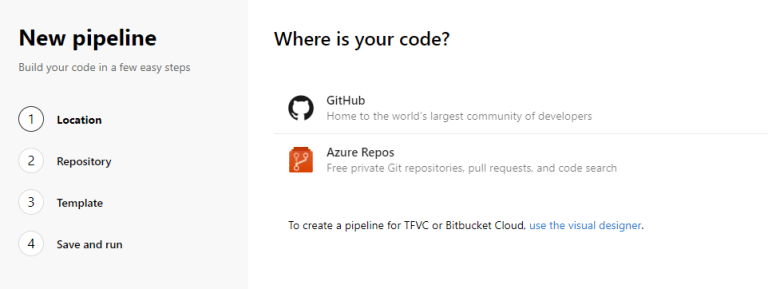 New pipeline
Build your code in a few easy steps
1 Location
2 Repository
3 Template
4 Save and run
Where is your code?
GitHub
Home to the world's largest community of developers
Azure Repos
Free private Git repositories, pull requests, and code search
To create a pipeline for TFVC or Bitbucket Cloud, use the visual designer.